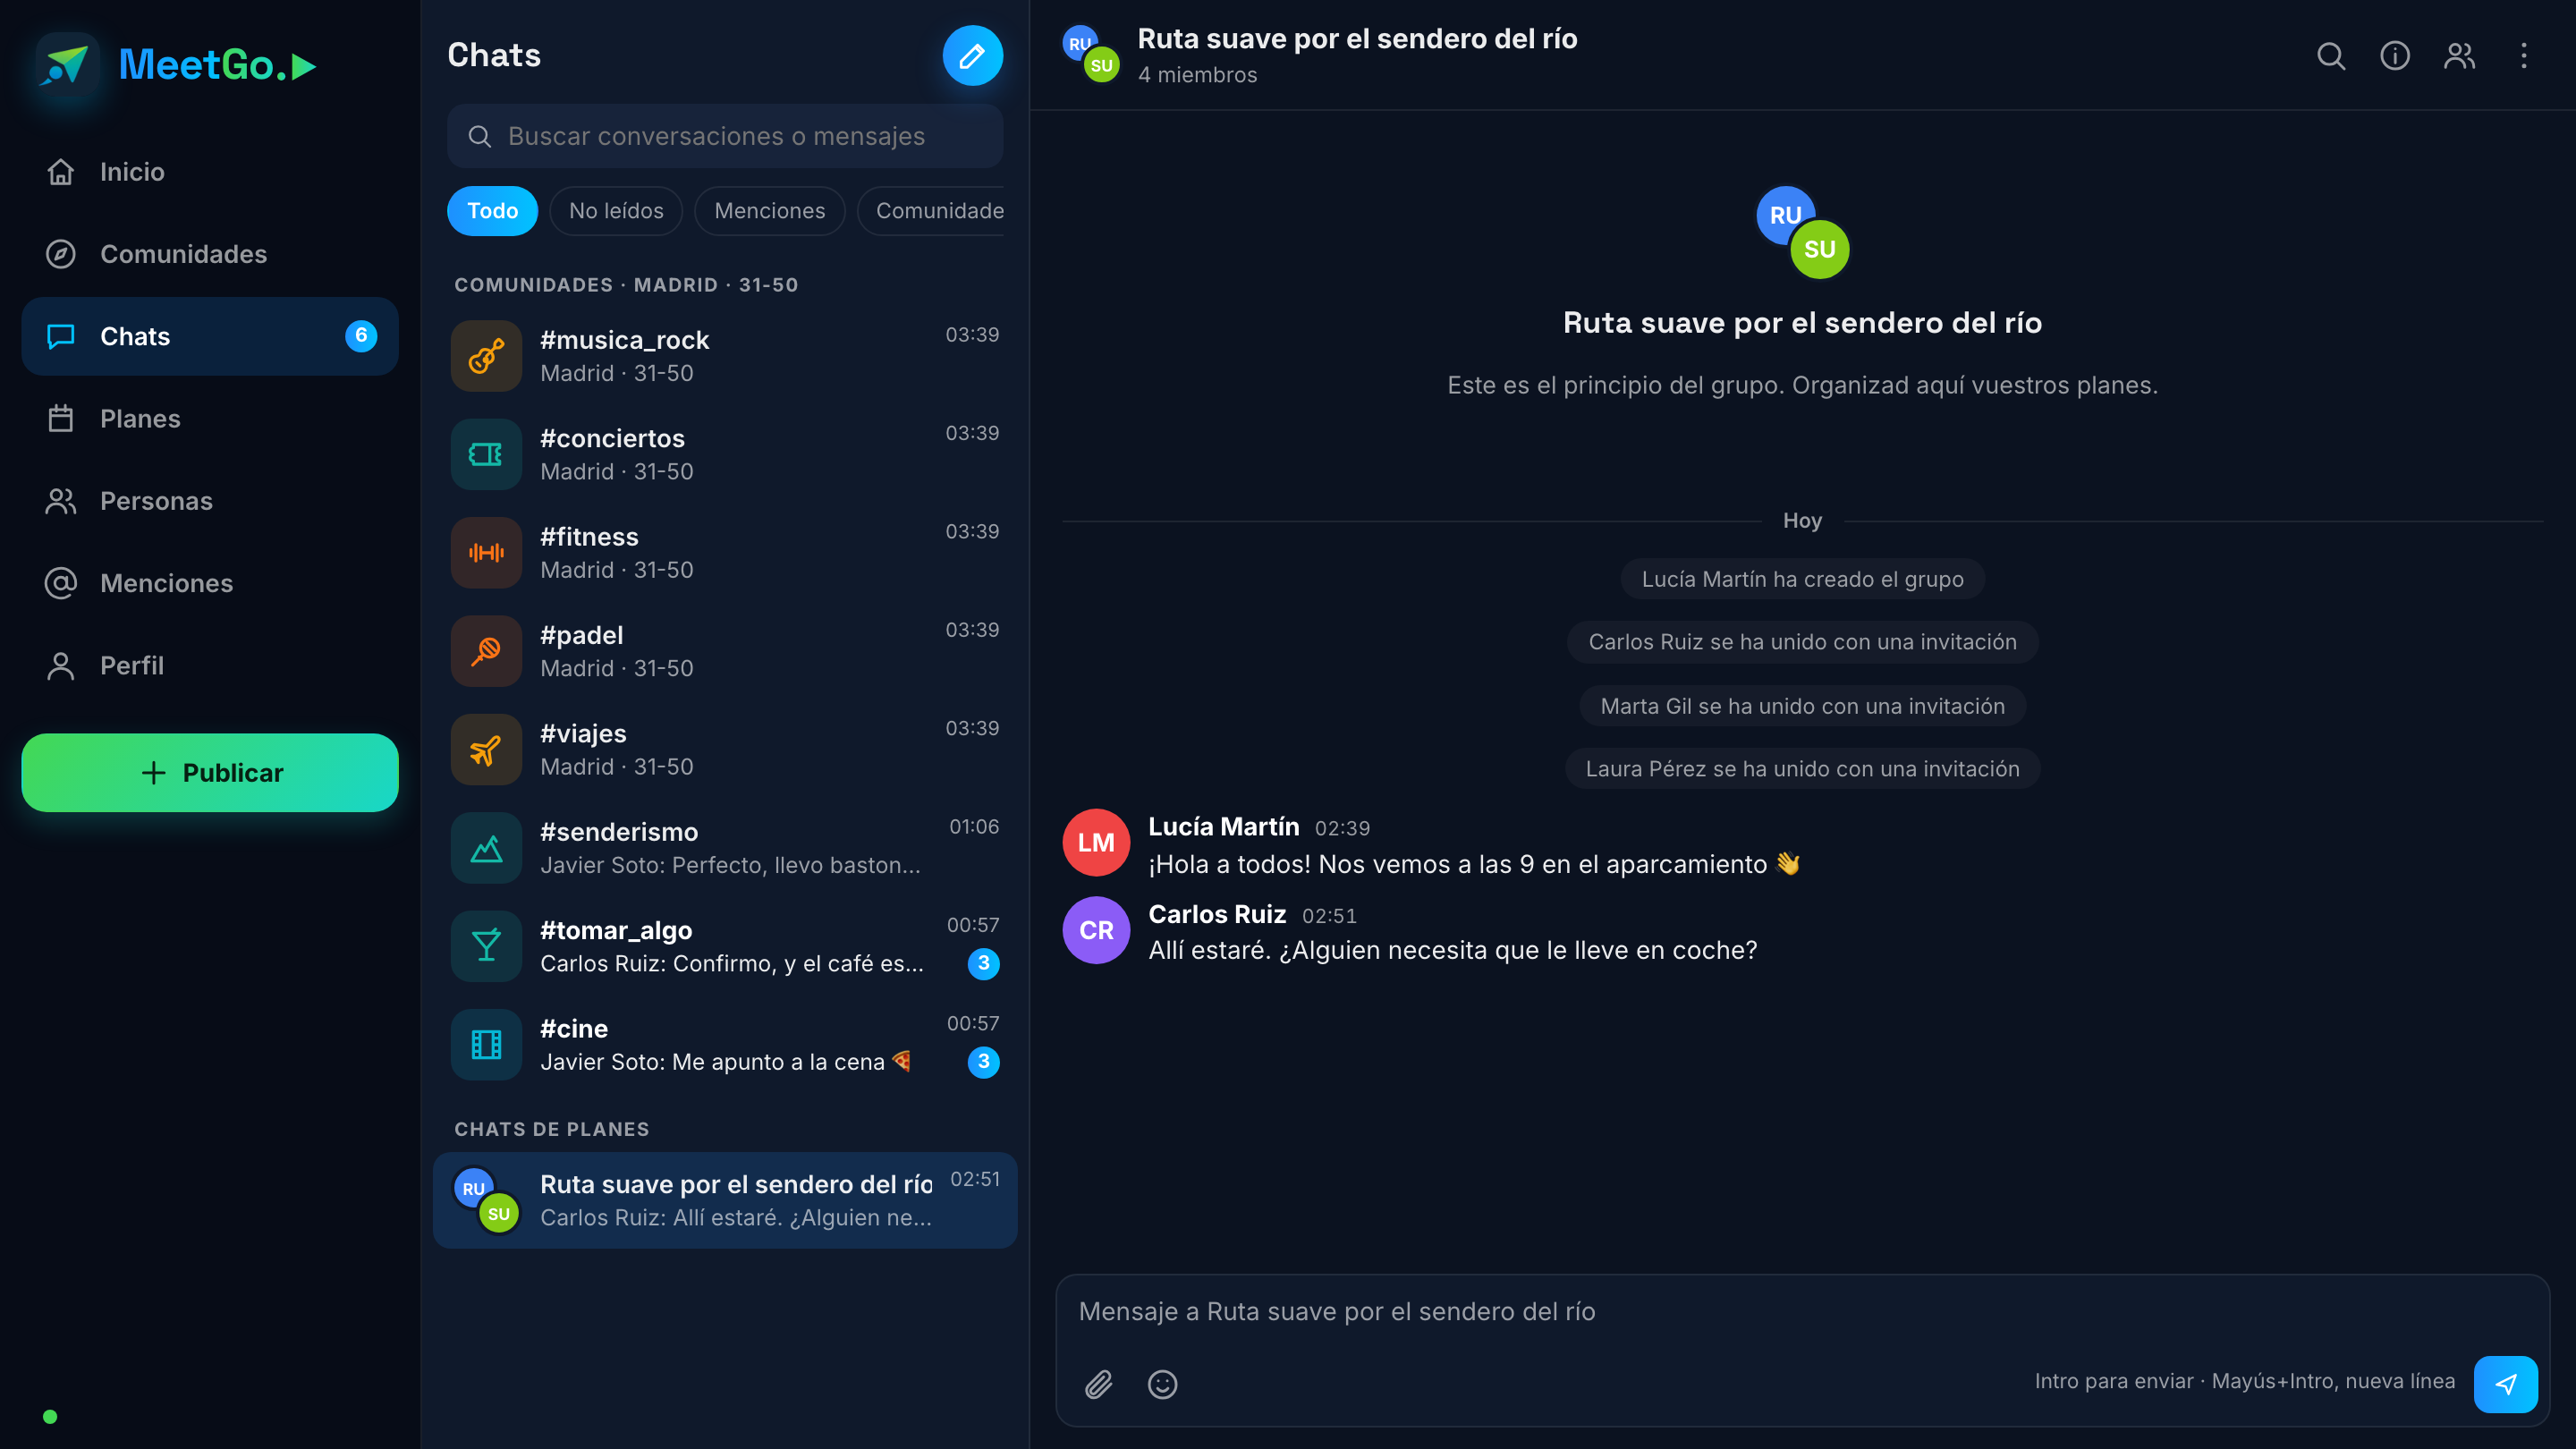 MeetGo.
Inicio
Comunidades
Chats
6
Planes
Personas
Menciones
Perfil
Publicar
Chats
Buscar conversaciones o mensajes
Todo
No leídos
Menciones
Comunidade
COMUNIDADES · MADRID · 31-50
#musica_rock
03:39
Madrid · 31-50
#conciertos
03:39
Madrid · 31-50
#fitness
03:39
Madrid · 31-50
#padel
03:39
Madrid · 31-50
#viajes
03:39
Madrid · 31-50
#senderismo
01:06
Javier Soto: Perfecto, llevo baston...
#tomar_algo
00:57
Carlos Ruiz: Confirmo, y el café es...
3
#cine
00:57
Javier Soto: Me apunto a la cena 🍕
3
CHATS DE PLANES
RU
SU
Ruta suave por el sendero del río
02:51
Carlos Ruiz: Allí estaré. ¿Alguien ne...
RU
SU
Ruta suave por el sendero del río
4 miembros
RU
SU
Ruta suave por el sendero del río
Este es el principio del grupo. Organizad aquí vuestros planes.
Hoy
Lucía Martín ha creado el grupo
Carlos Ruiz se ha unido con una invitación
Marta Gil se ha unido con una invitación
Laura Pérez se ha unido con una invitación
LM
Lucía Martín 02:39
¡Hola a todos! Nos vemos a las 9 en el aparcamiento 👋
CR
Carlos Ruiz 02:51
Allí estaré. ¿Alguien necesita que le lleve en coche?
Mensaje a Ruta suave por el sendero del río
Intro para enviar · Mayús+Intro, nueva línea